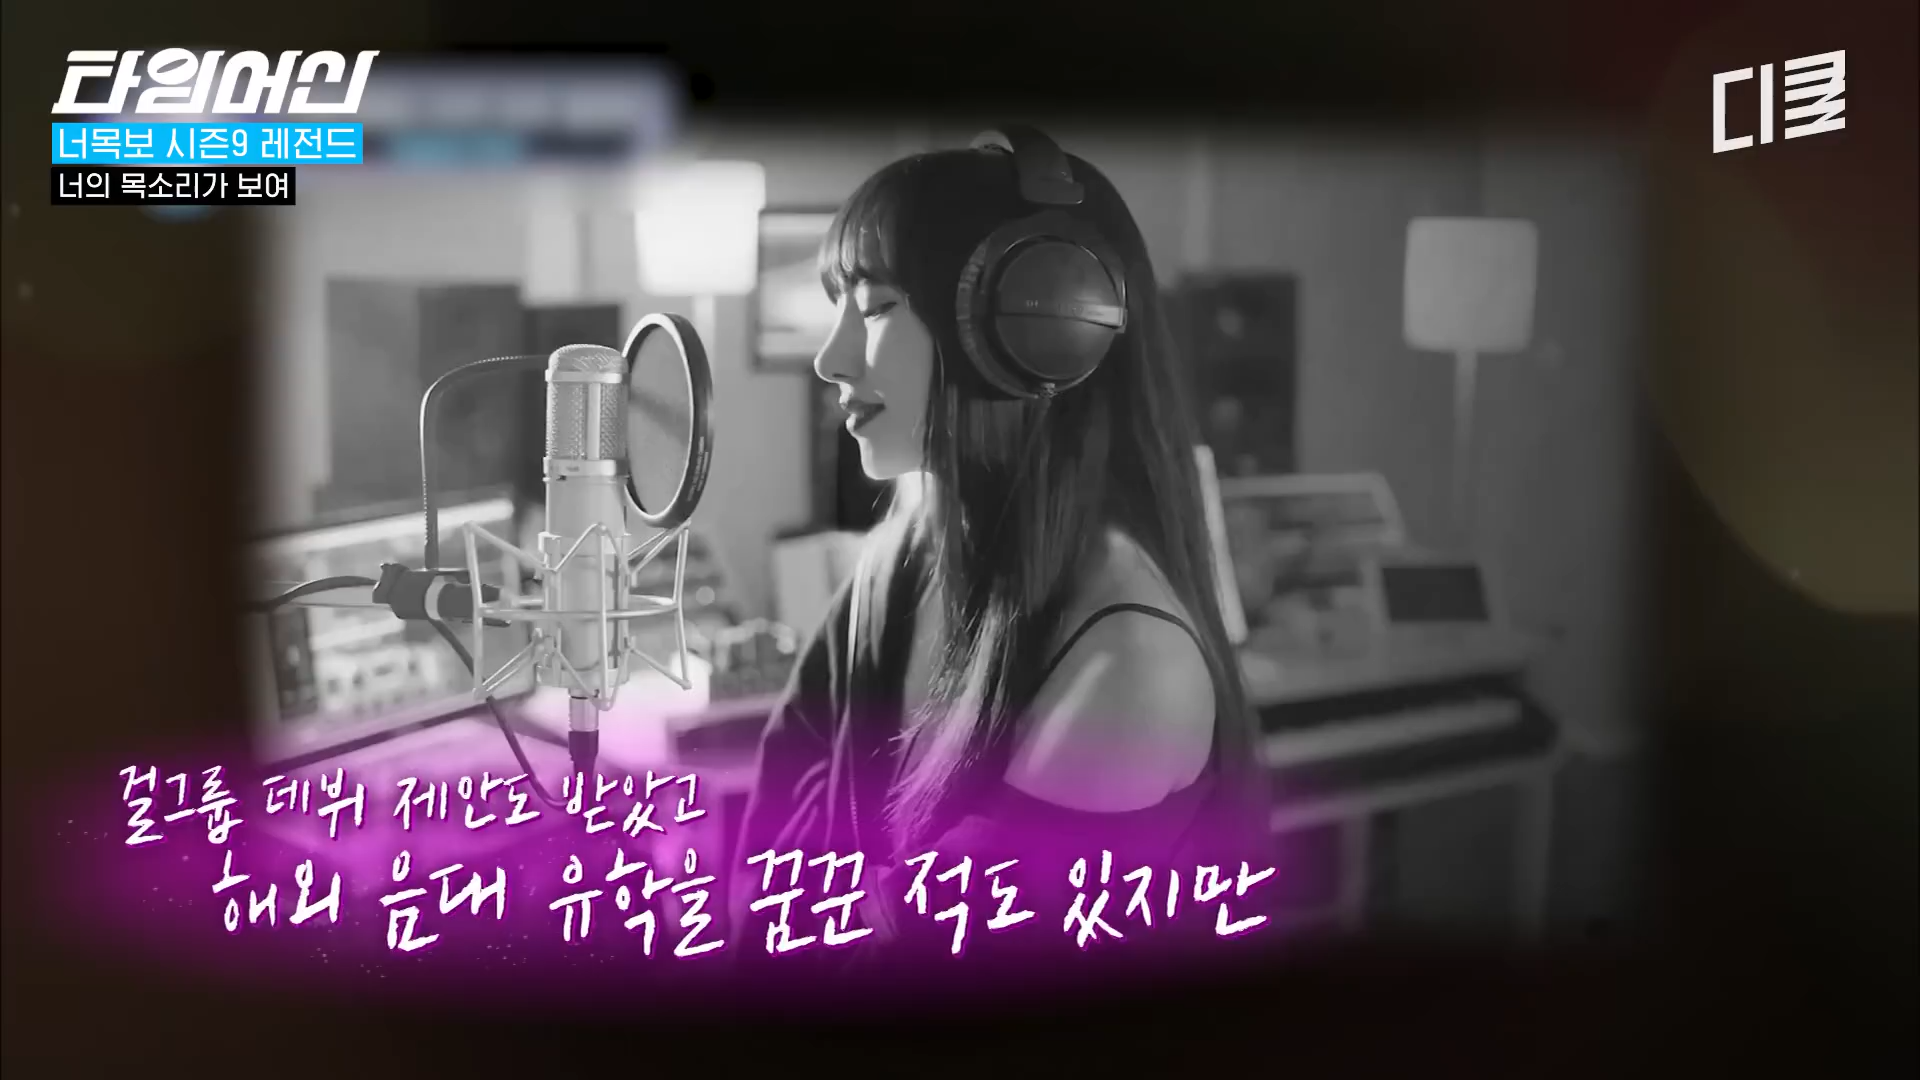 타임머신
너목보 시즌9 레전드
너의 목소리가 보여
디클
걸그룹 데뷔 제안도 받았고
해외 음대 유학을 꿈꾼 적도 있지만